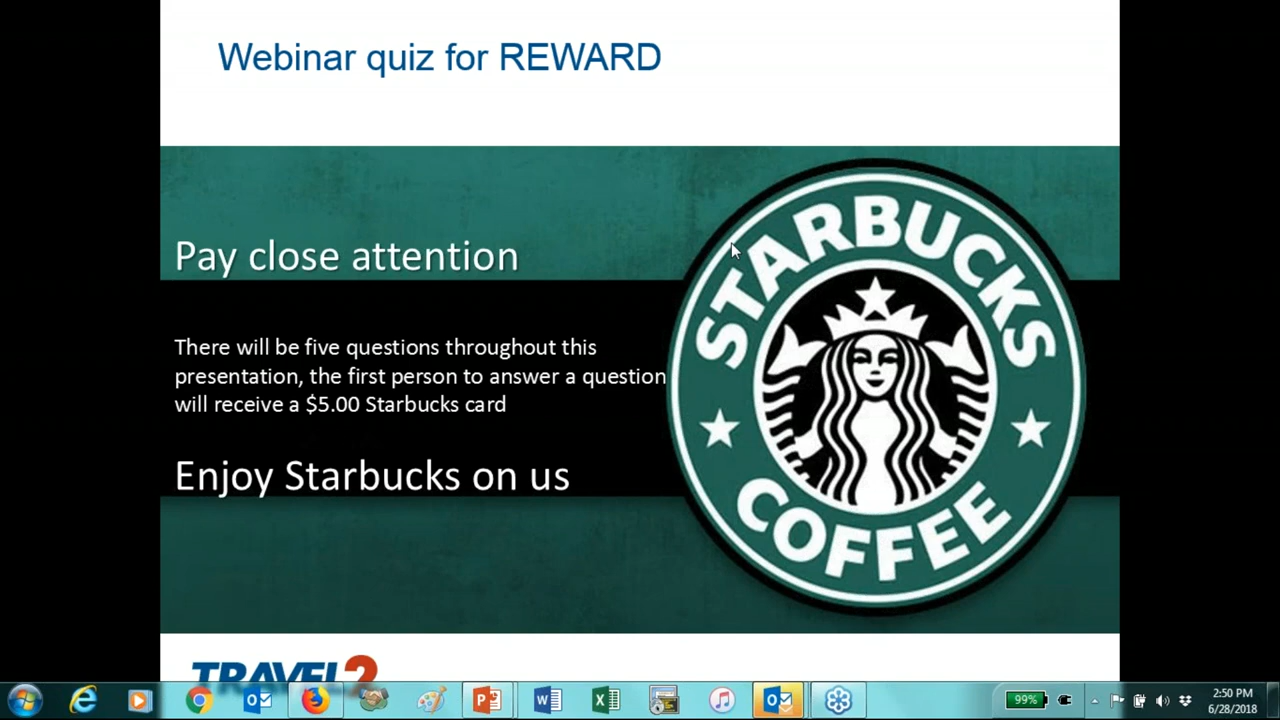 Webinar quiz for REWARD
Pay close attention
There will be five questions throughout this
presentation, the first person to answer a question
will receive a $5.00 Starbucks card
Enjoy Starbucks on us
STARBUCKS
COFFEE
TRAVEL2
99%
2:50 PM
6/28/2018